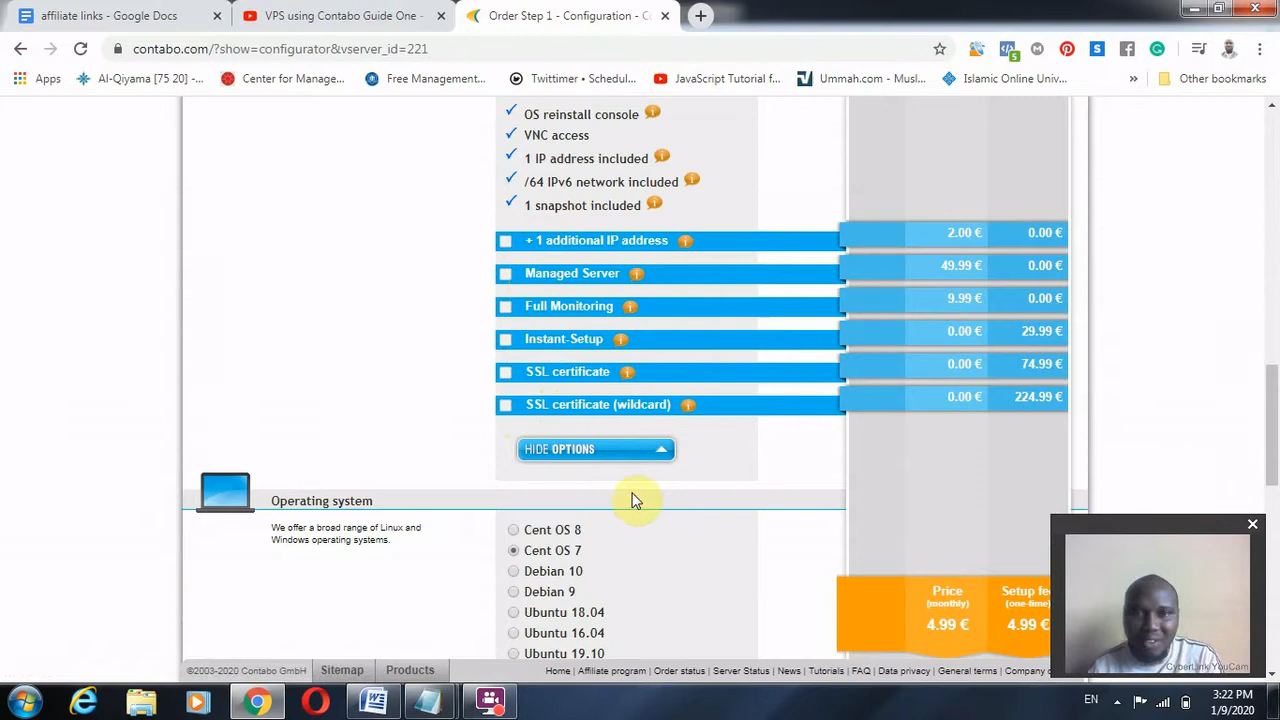 affiliate links - Google Docs
VPS using Contabo Guide One -
Order Step 1 - Configuration - Co
contabo.com/?show=configurator&vserver_id=221
Apps
Al-Qiyama [75 20] -...
Center for Manage...
Free Management...
Twittimer • Schedul...
JavaScript Tutorial f...
Ummah.com - Musl...
Islamic Online Univ...
Other bookmarks
OS reinstall console
VNC access
1 IP address included
/64 IPv6 network included
1 snapshot included
+ 1 additional IP address 2.00 € 0.00 €
Managed Server 49.99 € 0.00 €
Full Monitoring 9.99 € 0.00 €
Instant-Setup 0.00 € 29.99 €
SSL certificate 0.00 € 74.99 €
SSL certificate (wildcard) 0.00 € 224.99 €
HIDE OPTIONS
Operating system
We offer a broad range of Linux and
Windows operating systems.
Cent OS 8
Cent OS 7
Debian 10
Debian 9
Ubuntu 18.04
Ubuntu 16.04
Ubuntu 19.10
Price Setup fe
(monthly) (one-time)
4.99 € 4.99 €
CyberLink YouCam
©2003-2020 Contabo GmbH
Sitemap
Products
Home | Affiliate program | Order status | Server Status | News | Tutorials | FAQ | Data privacy | General terms | Company
EN
3:22 PM
1/9/2020